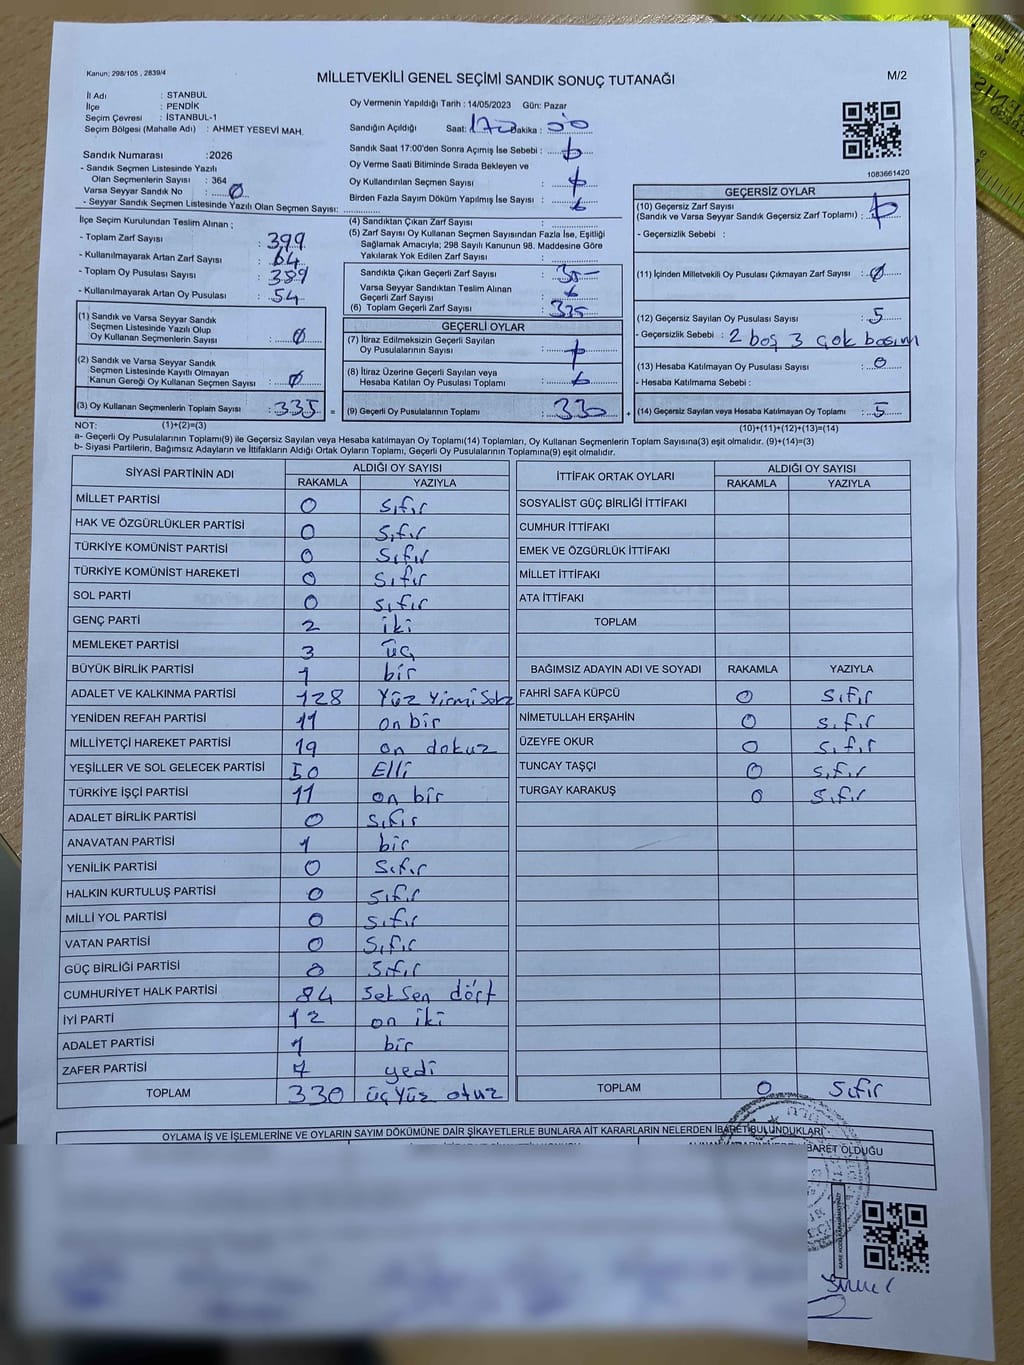 Kanun; 298/105 , 2839/4
MİLLETVEKİLİ GENEL SEÇİMİ SANDIK SONUÇ TUTANAĞI
M/2
İl Adı : STANBUL
İlçe : PENDİK
Seçim Çevresi : İSTANBUL-1
Seçim Bölgesi (Mahalle Adı) : AHMET YESEVİ MAH.
Sandık Numarası :2026
- Sandık Seçmen Listesinde Yazılı
Olan Seçmenlerin Sayısı : 364
Varsa Seyyar Sandık No : 0
- Seyyar Sandık Seçmen Listesinde Yazılı Olan Seçmen Sayısı:
Oy Vermenin Yapıldığı Tarih : 14/05/2023 Gün: Pazar
Sandığın Açıldığı Saat: 17 Dakika : 00
Sandık Saat 17:00'den Sonra Açımış İse Sebebi :
Oy Verme Saati Bitiminde Sırada Bekleyen ve
Oy Kullandırılan Seçmen Sayısı :
Birden Fazla Sayım Döküm Yapılmış İse Sayısı :
1083661420
İlçe Seçim Kurulundan Teslim Alınan ;
- Toplam Zarf Sayısı : 399
- Kullanılmayarak Artan Zarf Sayısı : 64
- Toplam Oy Pusulası Sayısı : 389
- Kullanılmayarak Artan Oy Pusulası : 54
(4) Sandıktan Çıkan Zarf Sayısı :
(5) Zarf Sayısı Oy Kullanan Seçmen Sayısından Fazla İse, Eşitliği
Sağlamak Amacıyla; 298 Sayılı Kanunun 98. Maddesine Göre
Yakılarak Yok Edilen Zarf Sayısı :
Sandıkta Çıkan Geçerli Zarf Sayısı :
Varsa Seyyar Sandıktan Teslim Alınan
Geçerli Zarf Sayısı :
(6) Toplam Geçerli Zarf Sayısı : 335
GEÇERSİZ OYLAR
(10) Geçersiz Zarf Sayısı
(Sandık ve Varsa Seyyar Sandık Geçersiz Zarf Toplamı) :
- Geçersizlik Sebebi :
(11) İçinden Milletvekili Oy Pusulası Çıkmayan Zarf Sayısı : 0
(12) Geçersiz Sayılan Oy Pusulası Sayısı : 5
- Geçersizlik Sebebi : 2 boş 3 çok basım
(13) Hesaba Katılmayan Oy Pusulası Sayısı : 0
- Hesaba Katılmama Sebebi :
(14) Geçersiz Sayılan veya Hesaba Katılmayan Oy Toplamı : 5
(10)+(11)+(12)+(13)=(14)
(1) Sandık ve Varsa Seyyar Sandık
Seçmen Listesinde Yazılı Olup
Oy Kullanan Seçmenlerin Sayısı : 0
(2) Sandık ve Varsa Seyyar Sandık
Seçmen Listesinde Kayıtlı Olmayan
Kanun Gereği Oy Kullanan Seçmen Sayısı : 0
(3) Oy Kullanan Seçmenlerin Toplam Sayısı : 335 =
(1)+(2)=(3)
GEÇERLİ OYLAR
(7) İtiraz Edilmeksizin Geçerli Sayılan
Oy Pusulalarının Sayısı :
(8) İtiraz Üzerine Geçerli Sayılan veya
Hesaba Katılan Oy Pusulası Toplamı :
(9) Geçerli Oy Pusulalarının Toplamı : 330 +
NOT:
a- Geçerli Oy Pusulalarının Toplamı(9) ile Geçersiz Sayılan veya Hesaba katılmayan Oy Toplamı(14) Toplamları, Oy Kullanan Seçmenlerin Toplam Sayısına(3) eşit olmalıdır. (9)+(14)=(3)
b- Siyasi Partilerin, Bağımsız Adayların ve İttifakların Aldığı Ortak Oyların Toplamı, Geçerli Oy Pusulalarının Toplamına(9) eşit olmalıdır.
SİYASİ PARTİNİN ADI ALDIĞI OY SAYISI
RAKAMLA YAZIYLA
MİLLET PARTİSİ 0 sıfır
HAK VE ÖZGÜRLÜKLER PARTİSİ 0 sıfır
TÜRKİYE KOMÜNİST PARTİSİ 0 sıfır
TÜRKİYE KOMÜNİST HAREKETİ 0 sıfır
SOL PARTİ 0 sıfır
GENÇ PARTİ 2 iki
MEMLEKET PARTİSİ 3 üç
BÜYÜK BİRLİK PARTİSİ 1 bir
ADALET VE KALKINMA PARTİSİ 128 Yüz Yirmi Sekiz
YENİDEN REFAH PARTİSİ 11 on bir
MİLLİYETÇİ HAREKET PARTİSİ 19 on dokuz
YEŞİLLER VE SOL GELECEK PARTİSİ 50 Elli
TÜRKİYE İŞÇİ PARTİSİ 11 on bir
ADALET BİRLİK PARTİSİ 0 sıfır
ANAVATAN PARTİSİ 1 bir
YENİLİK PARTİSİ 0 sıfır
HALKIN KURTULUŞ PARTİSİ 0 sıfır
MİLLİ YOL PARTİSİ 0 sıfır
VATAN PARTİSİ 0 sıfır
GÜÇ BİRLİĞİ PARTİSİ 0 sıfır
CUMHURİYET HALK PARTİSİ 84 seksen dört
İYİ PARTİ 12 on iki
ADALET PARTİSİ 1 bir
ZAFER PARTİSİ 7 yedi
TOPLAM 330 üçyüz otuz
İTTİFAK ORTAK OYLARI ALDIĞI OY SAYISI
RAKAMLA YAZIYLA
SOSYALİST GÜÇ BİRLİĞİ İTTİFAKI
CUMHUR İTTİFAKI
EMEK VE ÖZGÜRLÜK İTTİFAKI
MİLLET İTTİFAKI
ATA İTTİFAKI
TOPLAM
BAĞIMSIZ ADAYIN ADI VE SOYADI RAKAMLA YAZIYLA
FAHRİ SAFA KÜPCÜ 0 sıfır
NİMETULLAH ERŞAHİN 0 sıfır
ÜZEYFE OKUR 0 sıfır
TUNCAY TAŞÇI 0 sıfır
TURGAY KARAKUŞ 0 sıfır
TOPLAM 0 sıfır
OYLAMA İŞ VE İŞLEMLERİNE VE OYLARIN SAYIM DÖKÜMÜNE DAİR ŞİKAYETLERLE BUNLARA AİT KARARLARIN NELERDEN İBARET BULUNDUKLARI
İBARET OLDUĞU